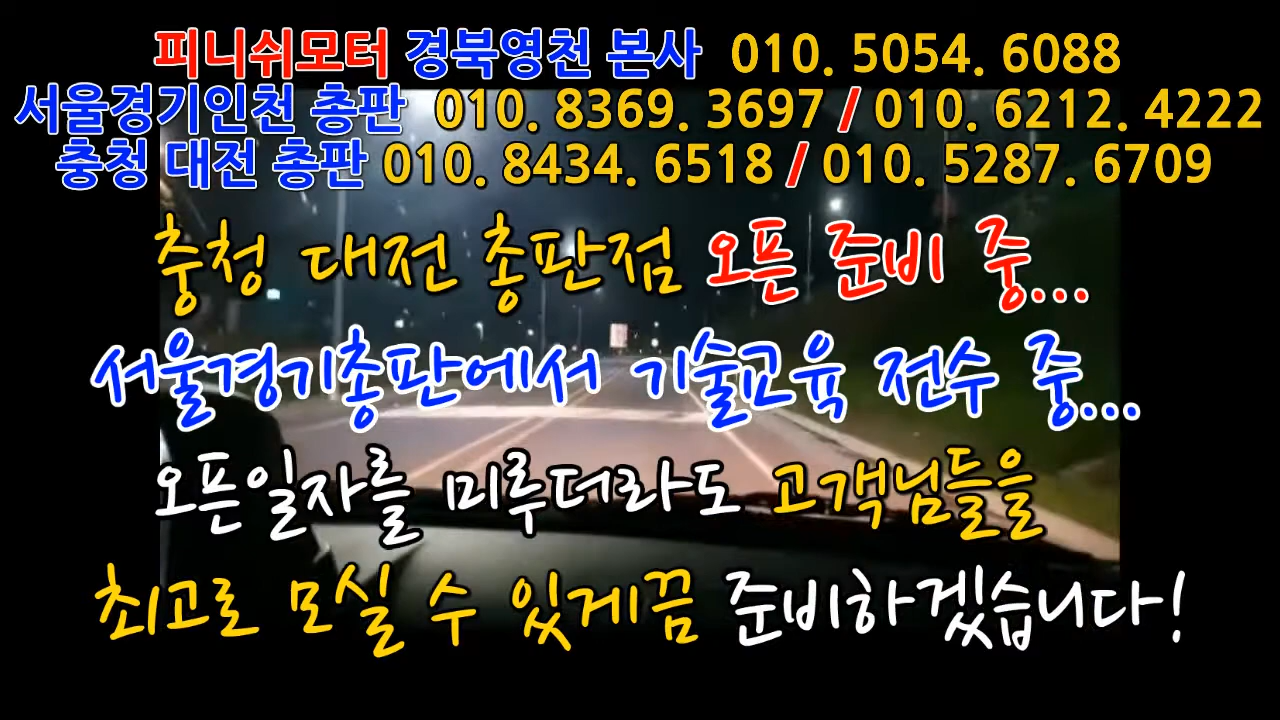 피니쉬모터 경북영천 본사 010. 5054. 6088
서울경기인천 총판 010. 8369. 3697 / 010. 6212. 4222
충청 대전 총판 010. 8434. 6518 / 010. 5287. 6709
충청 대전 총판점 오픈 준비 중...
서울경기총판에서 기술교육 전수 중...
오픈일자를 미루더라도 고객님들을
최고로 모실 수 있게끔 준비하겠습니다!